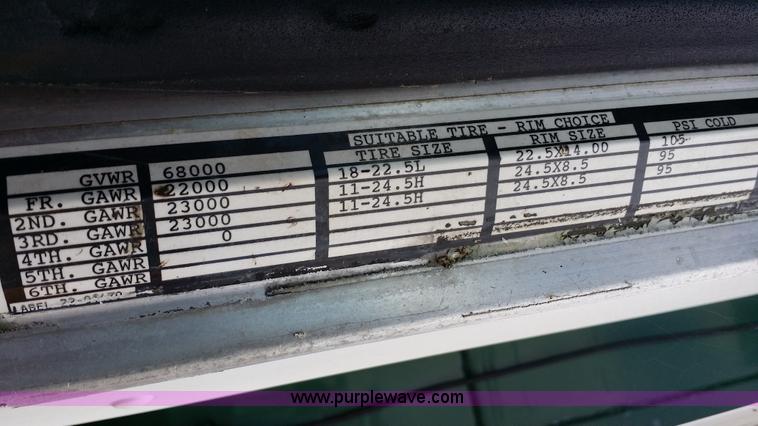 SUITABLE TIRE - RIM CHOICE
TIRE SIZE RIM SIZE PSI COLD
GVWR 68000
FR. GAWR 22000 18-22.5L 22.5X14.00 105
2ND. GAWR 23000 11-24.5H 24.5X8.5 95
3RD. GAWR 23000 11-24.5H 24.5X8.5 95
4TH. GAWR 0
5TH. GAWR
6TH. GAWR
LABEL
www.purplewave.com